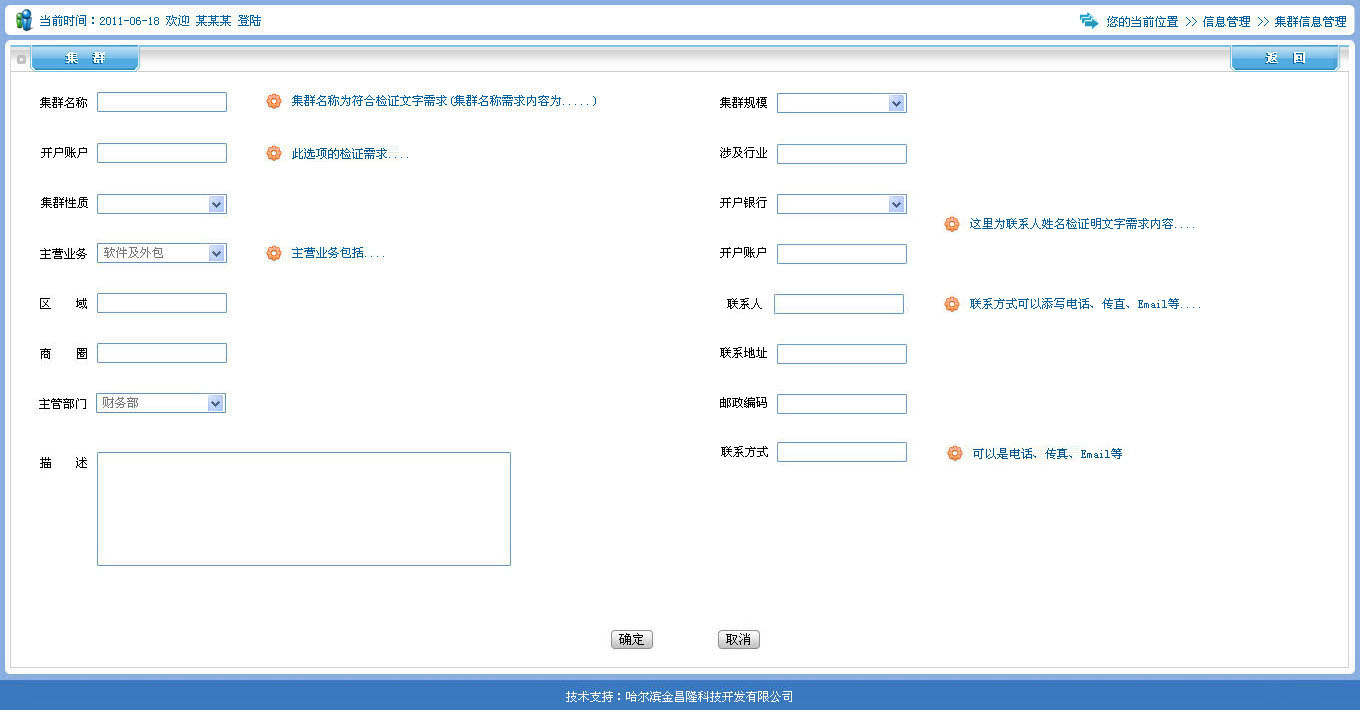 当前时间：2011-06-18 欢迎 某某某 登陆
您的当前位置 >> 信息管理 >> 集群信息管理
集 群
返 回
集群名称
集群名称为符合检证文字需求(集群名称需求内容为.....)
集群规模
开户账户
此选项的检证需求....
涉及行业
集群性质
开户银行
这里为联系人姓名检证明文字需求内容....
主营业务 软件及外包
主营业务包括....
开户账户
区 域
联系人
联系方式可以添写电话、传直、Email等....
商 圈
联系地址
主管部门 财务部
邮政编码
描 述
联系方式
可以是电话、传真、Email等
确定
取消
技术支持：哈尔滨金昌隆科技开发有限公司